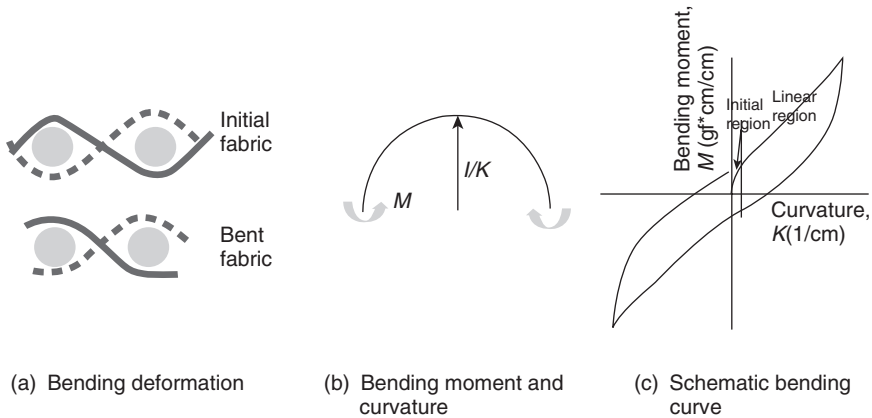 Initial
fabric
Bent
fabric
(a) Bending deformation
M
I/K
(b) Bending moment and
curvature
Bending moment,
M (gf*cm/cm)
Initial
region
Linear
region
Curvature,
K(1/cm)
(c) Schematic bending
curve